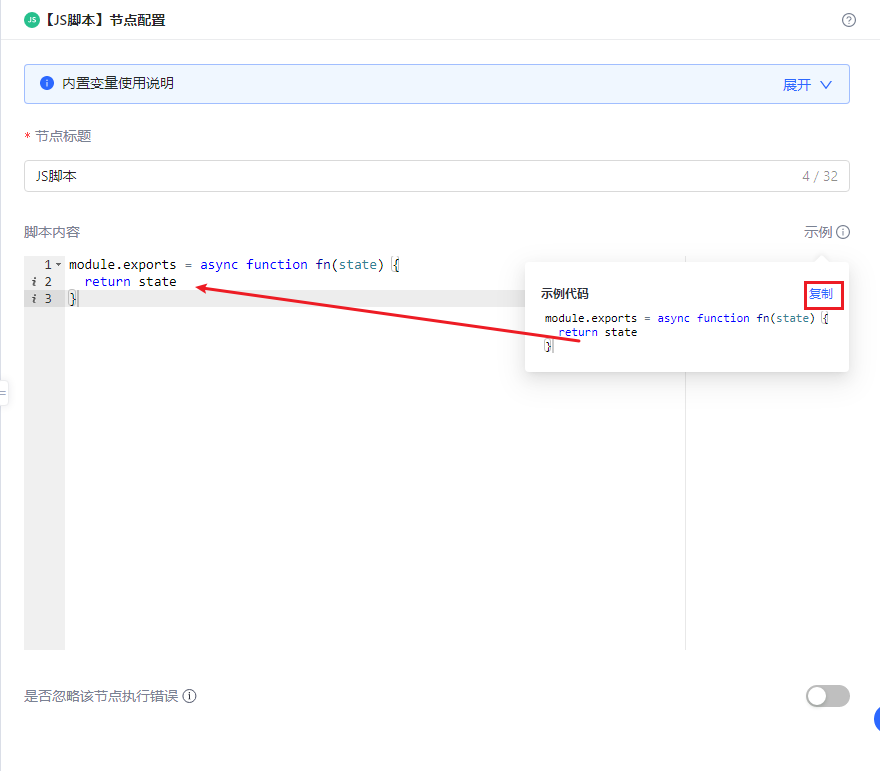 JS 【JS脚本】节点配置
内置变量使用说明 展开
* 节点标题
JS脚本 4 / 32
脚本内容 示例
1 module.exports = async function fn(state) {
i 2 return state
i 3 }
示例代码 复制
module.exports = async function fn(state) {
return state
}
是否忽略该节点执行错误